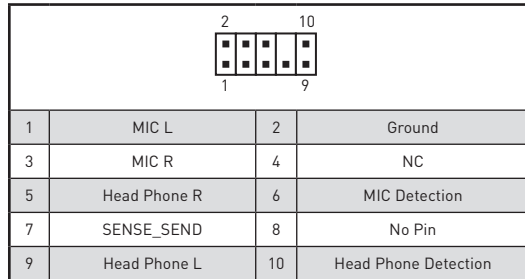 2 10
1 9
1 MIC L 2 Ground
3 MIC R 4 NC
5 Head Phone R 6 MIC Detection
7 SENSE_SEND 8 No Pin
9 Head Phone L 10 Head Phone Detection